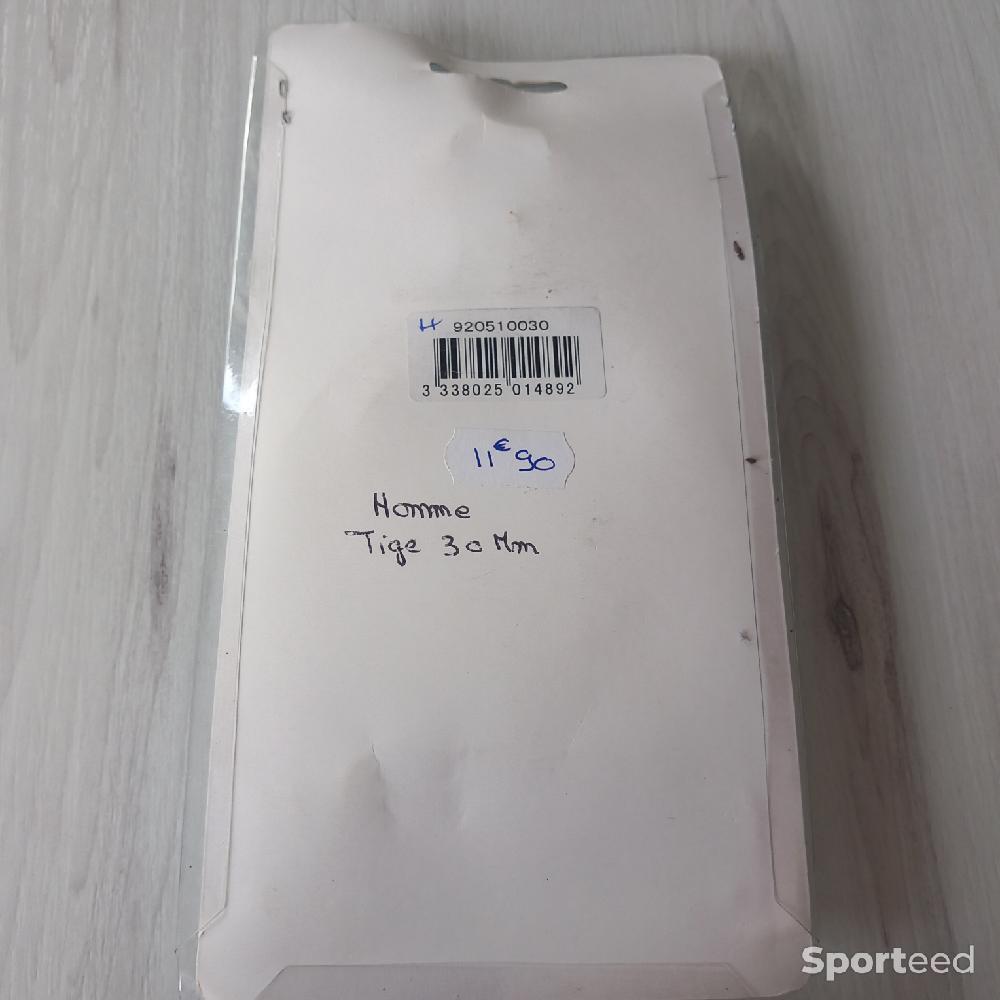 H 920510030
3 338025 014892
11€90
Homme
Tige 30 Mm
Sporteed